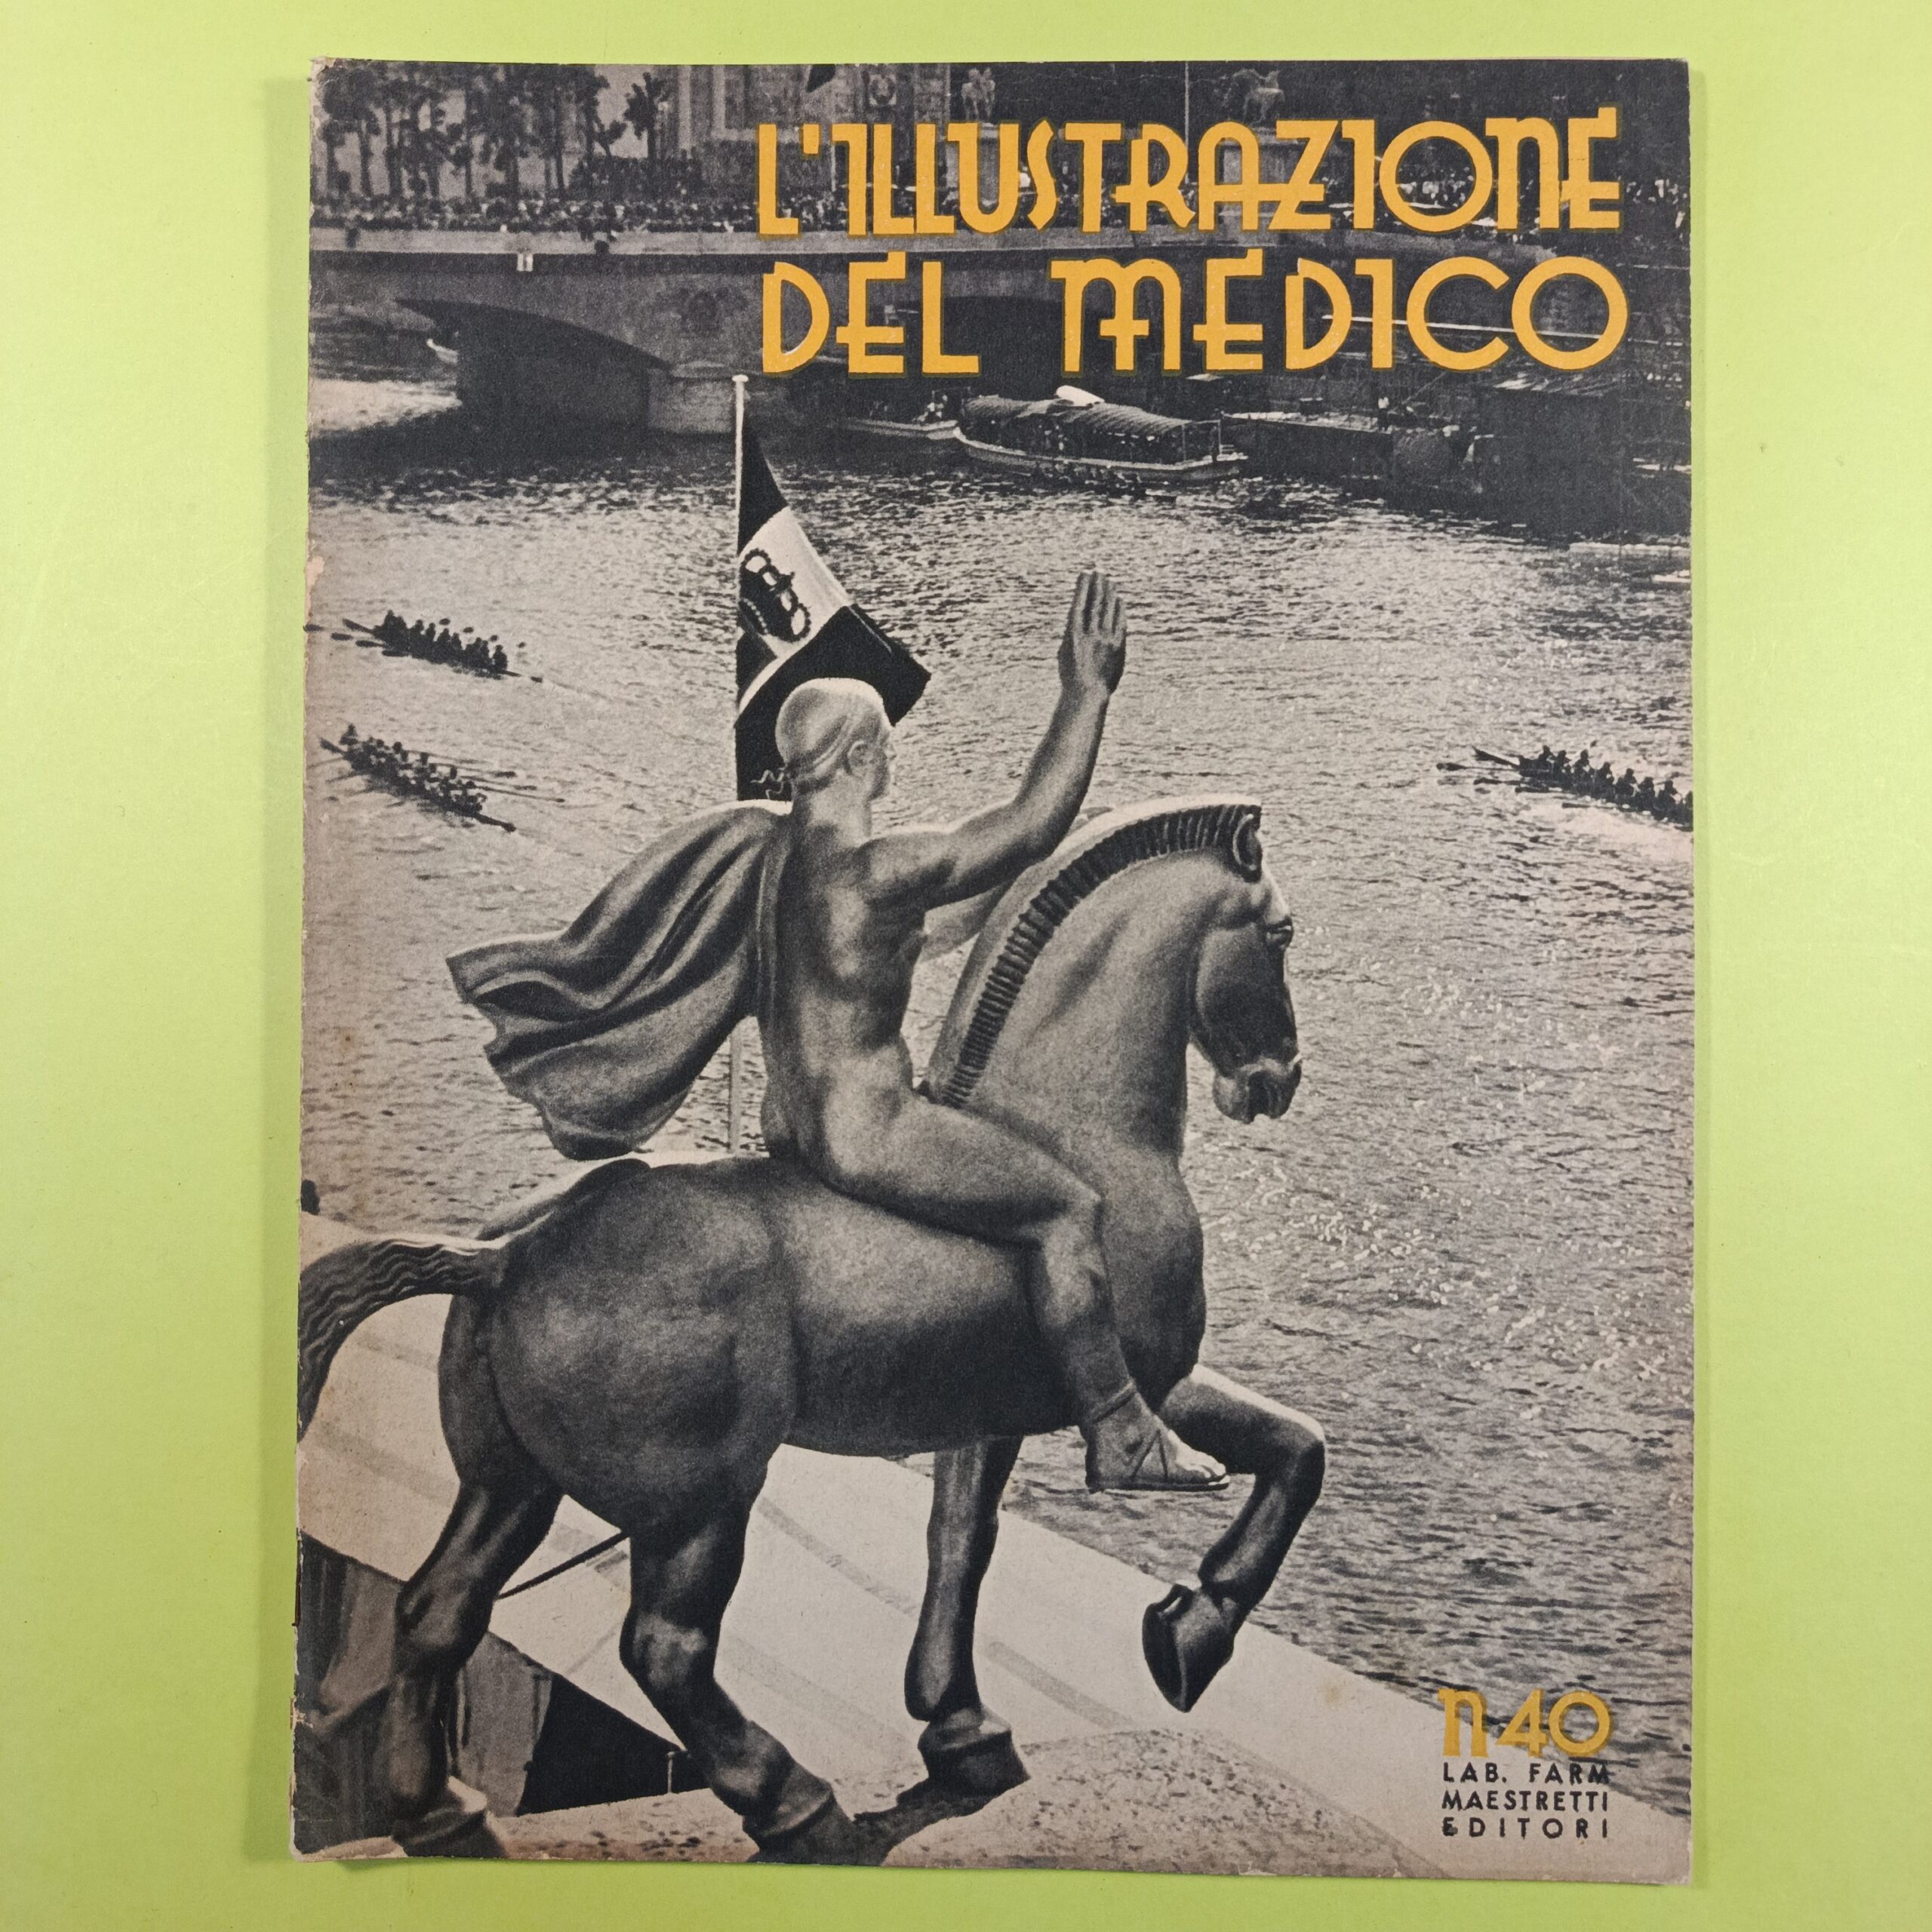 L'ILLUSTRAZIONE
DEL MEDICO
n 40
LAB. FARM
MAESTRETTI
EDITORI